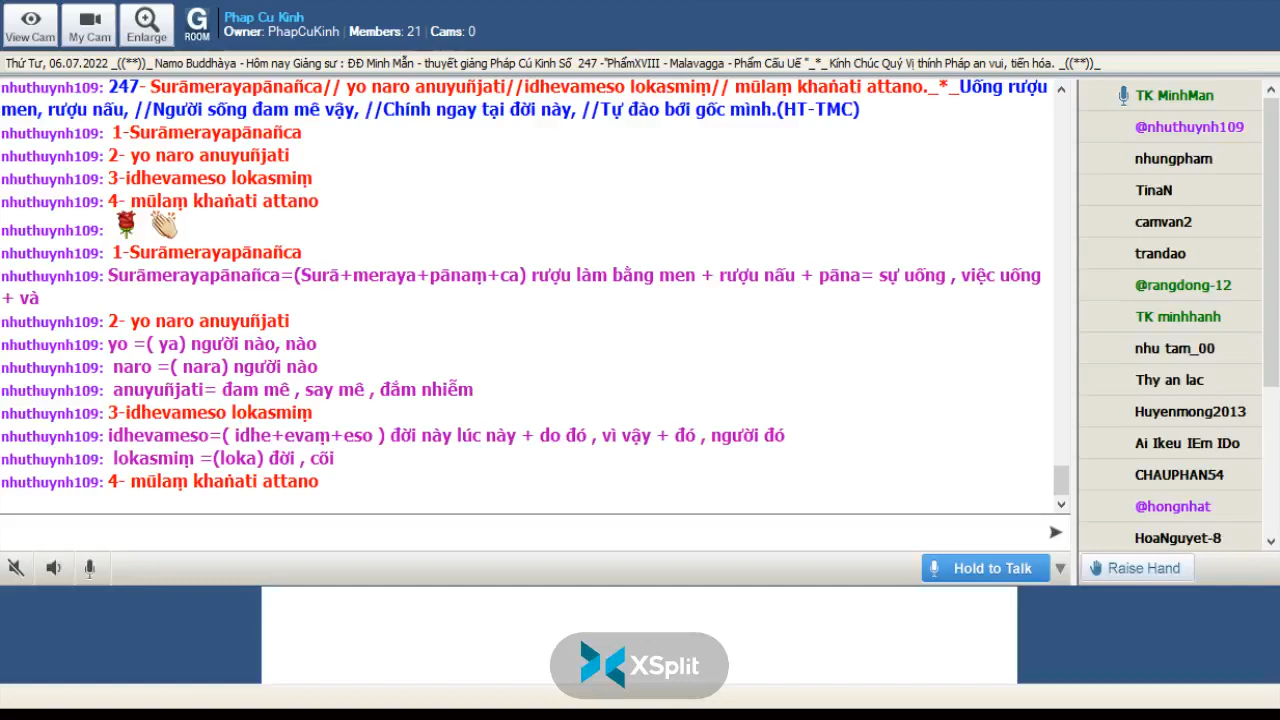 View Cam
My Cam
Enlarge
G
ROOM
Phap Cu Kinh
Owner: PhapCuKinh | Members: 21 | Cams: 0
Thứ Tư, 06.07.2022 _((**))_ Namo Buddhàya - Hôm nay Giảng sư : ĐĐ Minh Mẫn - thuyết giảng Pháp Cú Kinh Số  247 -"PhẩmXVIII - Malavagga - Phẩm Cấu Uế "_*_ Kính Chúc Quý Vị thính Pháp an vui, tiến hóa. _((**)_
nhuthuynh109: 247- Surāmerayapānañca// yo naro anuyuñjati//idhevameso lokasmiṃ// mūlaṃ khaṅati attano._*_Uống rượu
men, rượu nấu, //Người sống đam mê vậy, //Chính ngay tại đời này, //Tự đào bới gốc mình.(HT-TMC)
nhuthuynh109: 1-Surāmerayapānañca
nhuthuynh109: 2- yo naro anuyuñjati
nhuthuynh109: 3-idhevameso lokasmiṃ
nhuthuynh109: 4- mūlaṃ khaṅati attano
nhuthuynh109:
nhuthuynh109: 1-Surāmerayapānañca
nhuthuynh109: Surāmerayapānañca=(Surā+meraya+pānaṃ+ca) rượu làm bằng men + rượu nấu + pāna= sự uống , việc uống
+ và
nhuthuynh109: 2- yo naro anuyuñjati
nhuthuynh109: yo =( ya) người nào, nào
nhuthuynh109: naro =( nara) người nào
nhuthuynh109: anuyuñjati= đam mê , say mê , đắm nhiễm
nhuthuynh109: 3-idhevameso lokasmiṃ
nhuthuynh109: idhevameso=( idhe+evaṃ+eso ) đời này lúc này + do đó , vì vậy + đó , người đó
nhuthuynh109: lokasmiṃ =(loka) đời , cõi
nhuthuynh109: 4- mūlaṃ khaṅati attano
TK MinhMan
@nhuthuynh109
nhungpham
TinaN
camvan2
trandao
@rangdong-12
TK minhhanh
nhu tam_00
Thy an lac
Huyenmong2013
Ai Ikeu IEm IDo
CHAUPHAN54
@hongnhat
HoaNguyet-8
Hold to Talk
Raise Hand
XSplit